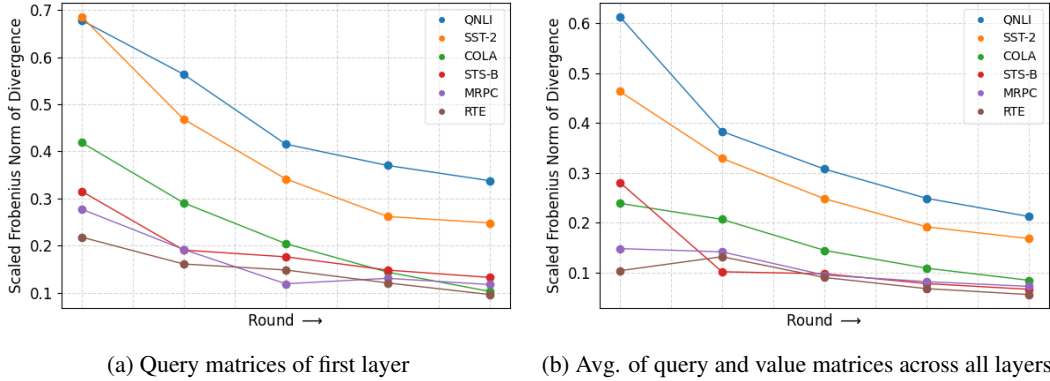 0.7
0.6
0.5
0.4
0.3
0.2
0.1
Scaled Frobenius Norm of Divergence
QNLI
SST-2
COLA
STS-B
MRPC
RTE
Round ⟶
(a) Query matrices of first layer
0.6
0.5
0.4
0.3
0.2
0.1
Scaled Frobenius Norm of Divergence
QNLI
SST-2
COLA
STS-B
MRPC
RTE
Round ⟶
(b) Avg. of query and value matrices across all layers